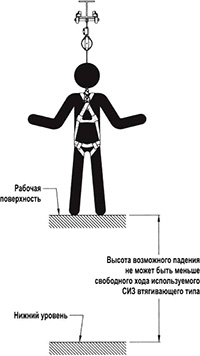 Рабочая
поверхность
Высота возможного падения
не может быть меньше
свободного хода используемого
СИЗ втягивающего типа
Нижний уровень